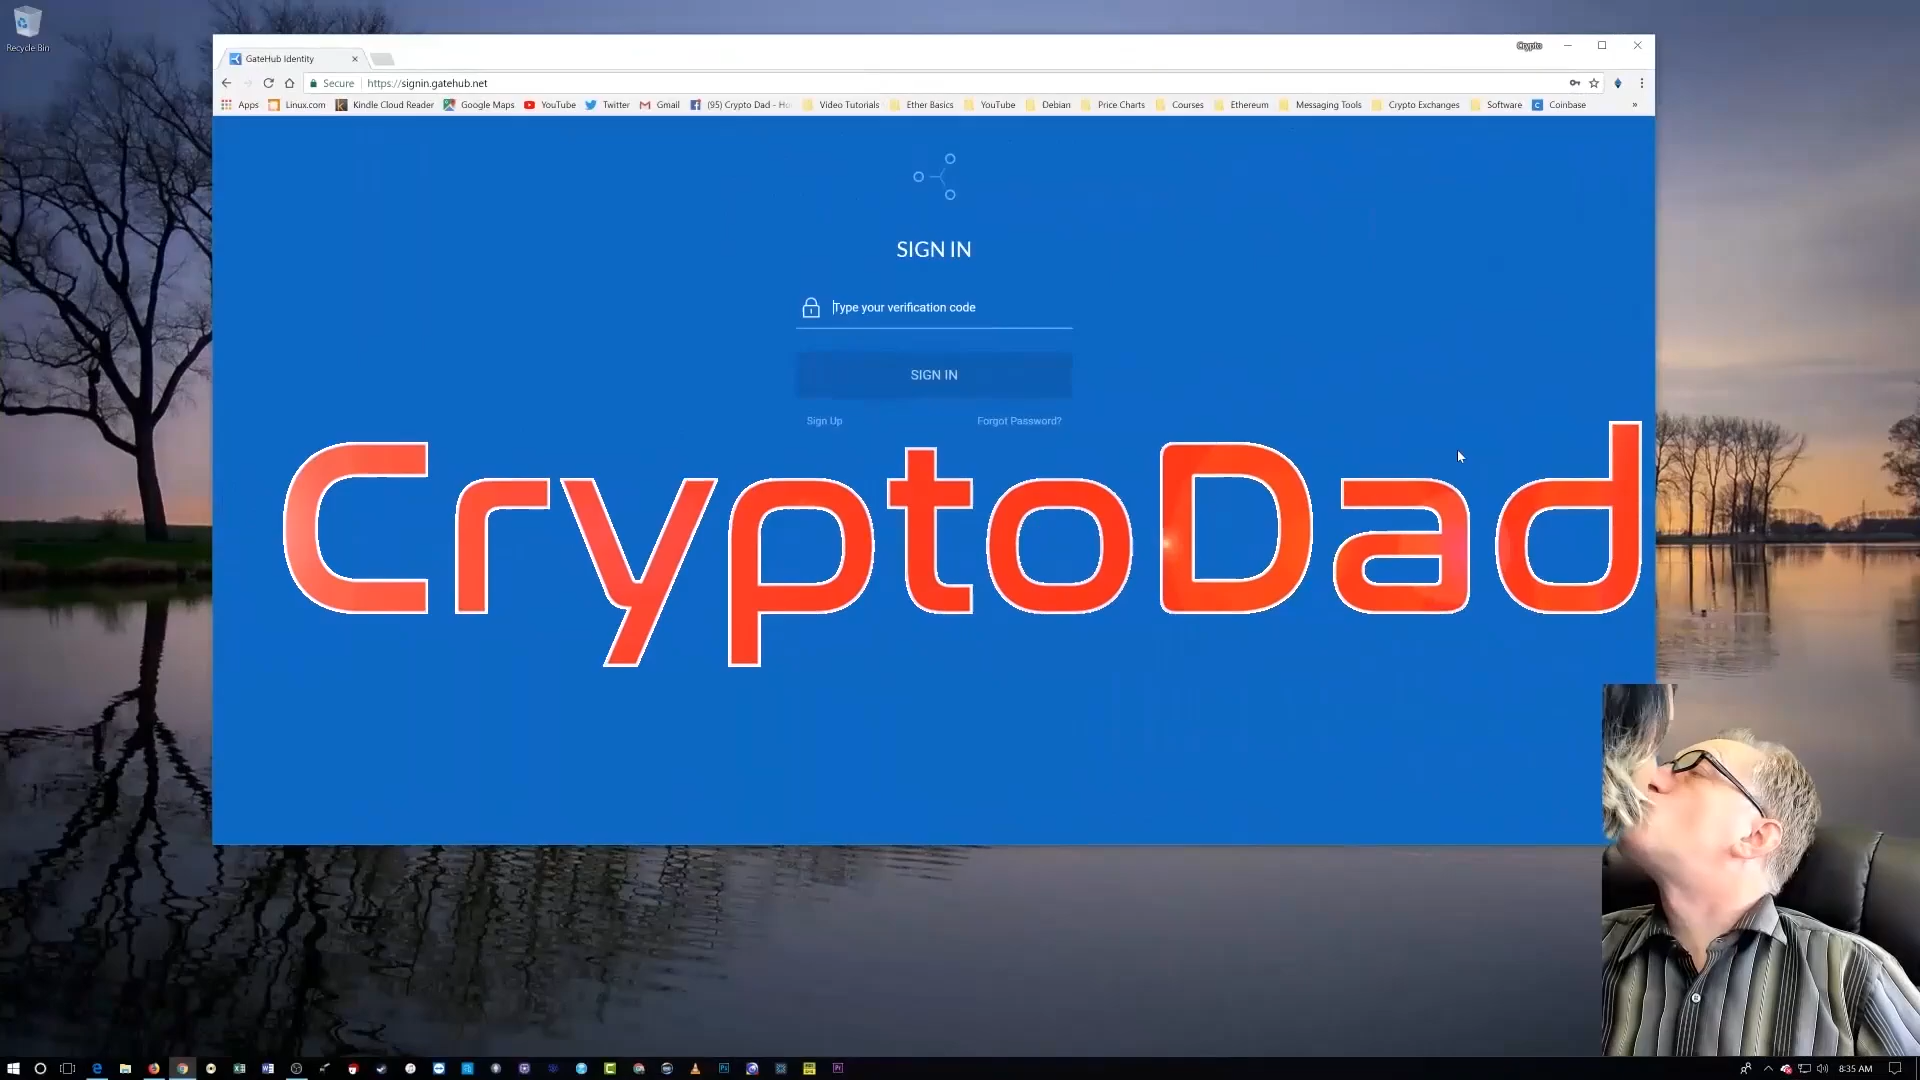 Recycle Bin
GateHub Identity
Crypto
Secure https://signin.gatehub.net
Apps Linux.com Kindle Cloud Reader Google Maps YouTube Twitter Gmail (95) Crypto Dad - Ho Video Tutorials Ether Basics YouTube Debian Price Charts Courses Ethereum Messaging Tools Crypto Exchanges Software Coinbase »
SIGN IN
Type your verification code
SIGN IN
Sign Up Forgot Password?
CryptoDad
8:35 AM